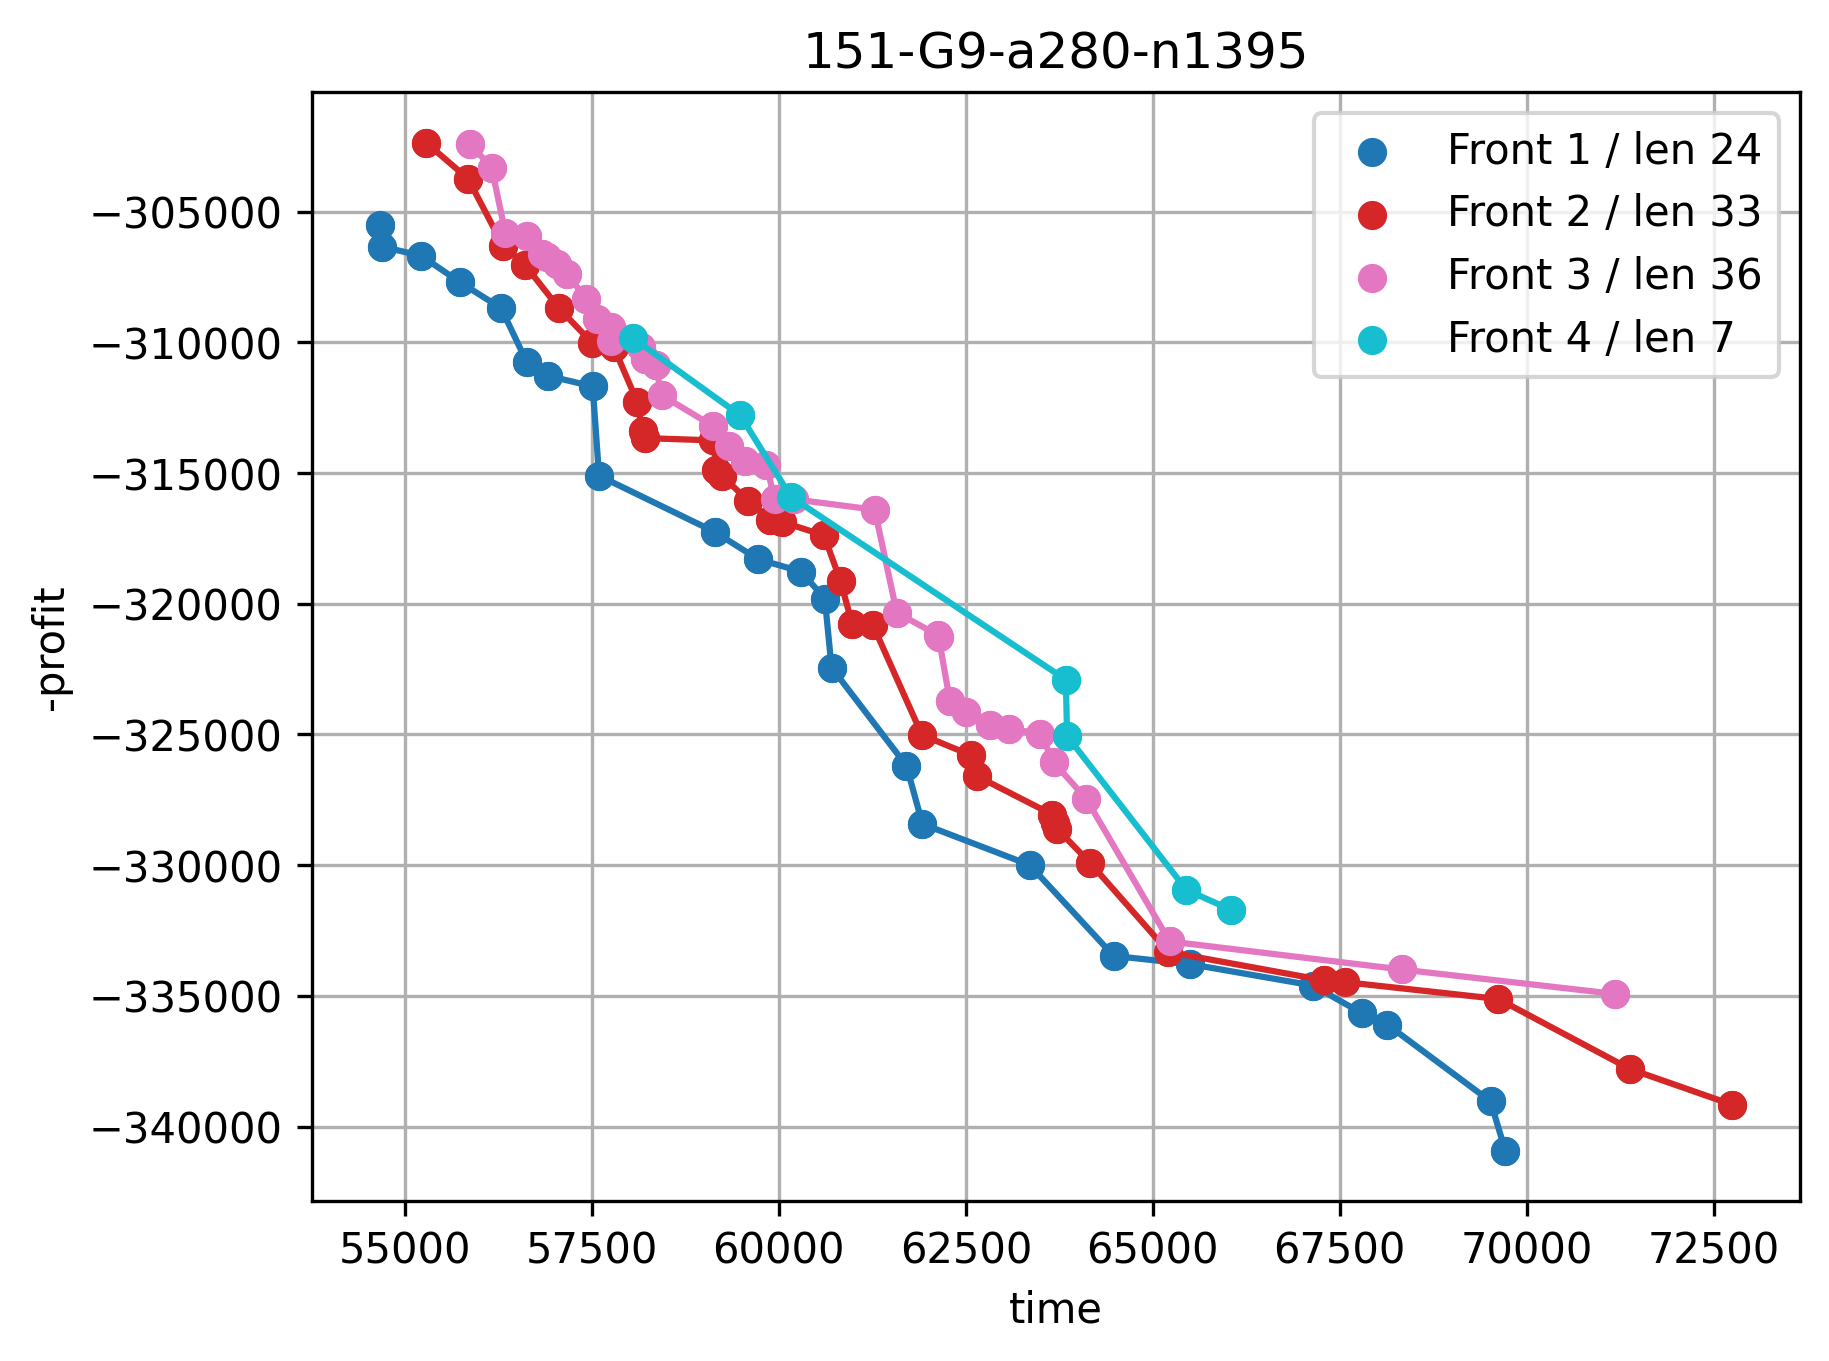 151-G9-a280-n1395
Front 1 / len 24
Front 2 / len 33
Front 3 / len 36
Front 4 / len 7
−305000
−310000
−315000
−320000
−325000
−330000
−335000
−340000
-profit
55000 57500 60000 62500 65000 67500 70000 72500
time